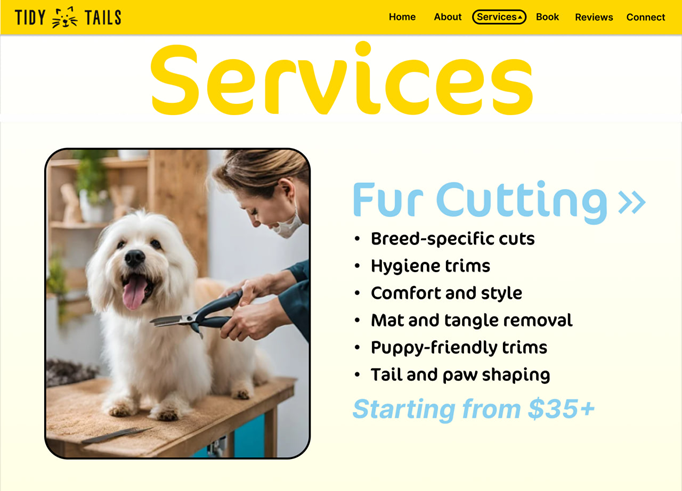 TIDY TAILS
Home About Services Book Reviews Connect
Services
Fur Cutting »
• Breed-specific cuts
• Hygiene trims
• Comfort and style
• Mat and tangle removal
• Puppy-friendly trims
• Tail and paw shaping
Starting from $35+